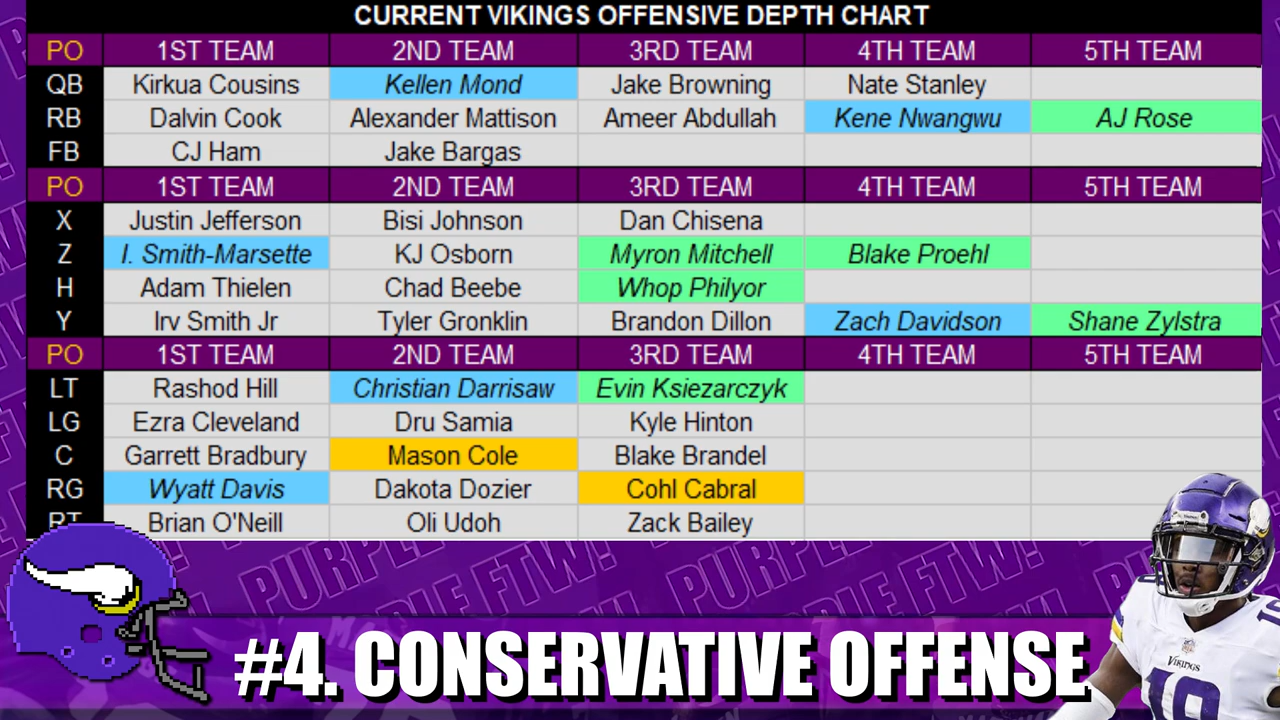 CURRENT VIKINGS OFFENSIVE DEPTH CHART
PO 1ST TEAM 2ND TEAM 3RD TEAM 4TH TEAM 5TH TEAM
QB Kirkua Cousins Kellen Mond Jake Browning Nate Stanley
RB Dalvin Cook Alexander Mattison Ameer Abdullah Kene Nwangwu AJ Rose
FB CJ Ham Jake Bargas
PO 1ST TEAM 2ND TEAM 3RD TEAM 4TH TEAM 5TH TEAM
X Justin Jefferson Bisi Johnson Dan Chisena
Z I. Smith-Marsette KJ Osborn Myron Mitchell Blake Proehl
H Adam Thielen Chad Beebe Whop Philyor
Y Irv Smith Jr Tyler Gronklin Brandon Dillon Zach Davidson Shane Zylstra
PO 1ST TEAM 2ND TEAM 3RD TEAM 4TH TEAM 5TH TEAM
LT Rashod Hill Christian Darrisaw Evin Ksiezarczyk
LG Ezra Cleveland Dru Samia Kyle Hinton
C Garrett Bradbury Mason Cole Blake Brandel
RG Wyatt Davis Dakota Dozier Cohl Cabral
RT Brian O'Neill Oli Udoh Zack Bailey
PURPLE FTW!
#4. CONSERVATIVE OFFENSE
VIKINGS